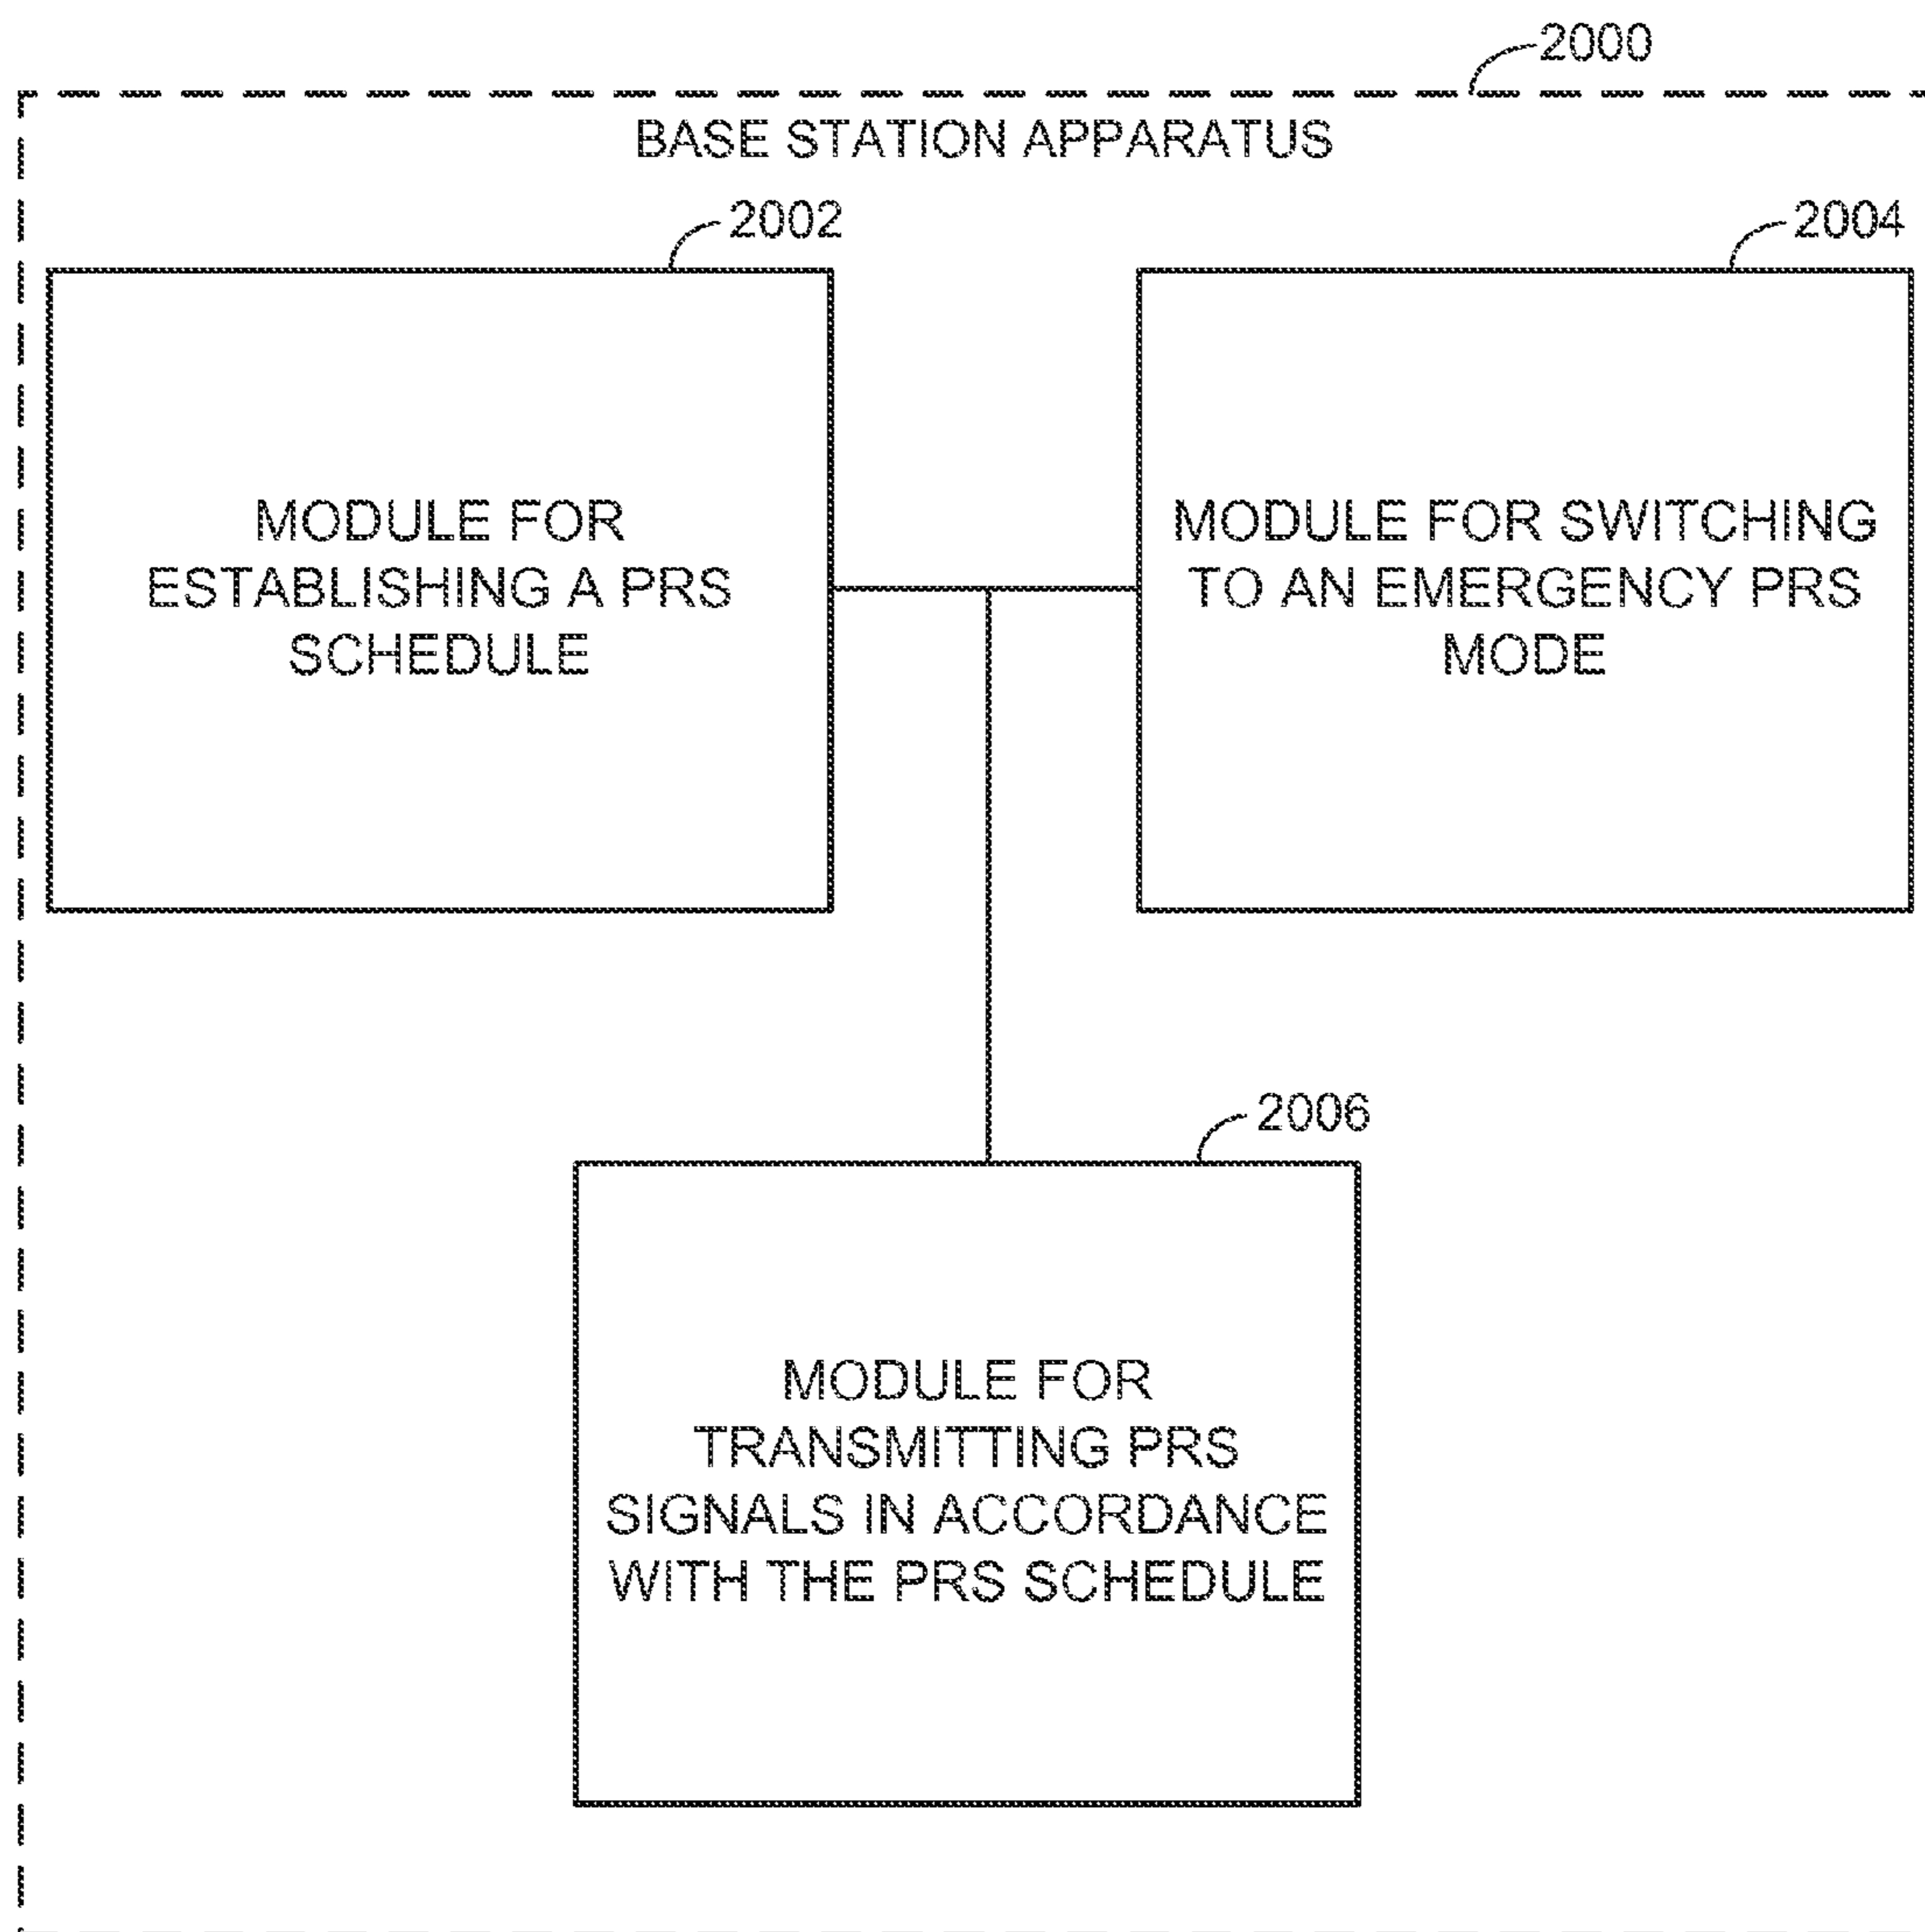 2000
BASE STATION APPARATUS
2002
2004
MODULE FOR
ESTABLISHING A PRS
SCHEDULE
MODULE FOR SWITCHING
TO AN EMERGENCY PRS
MODE
2006
MODULE FOR
TRANSMITTING PRS
SIGNALS IN ACCORDANCE
WITH THE PRS SCHEDULE